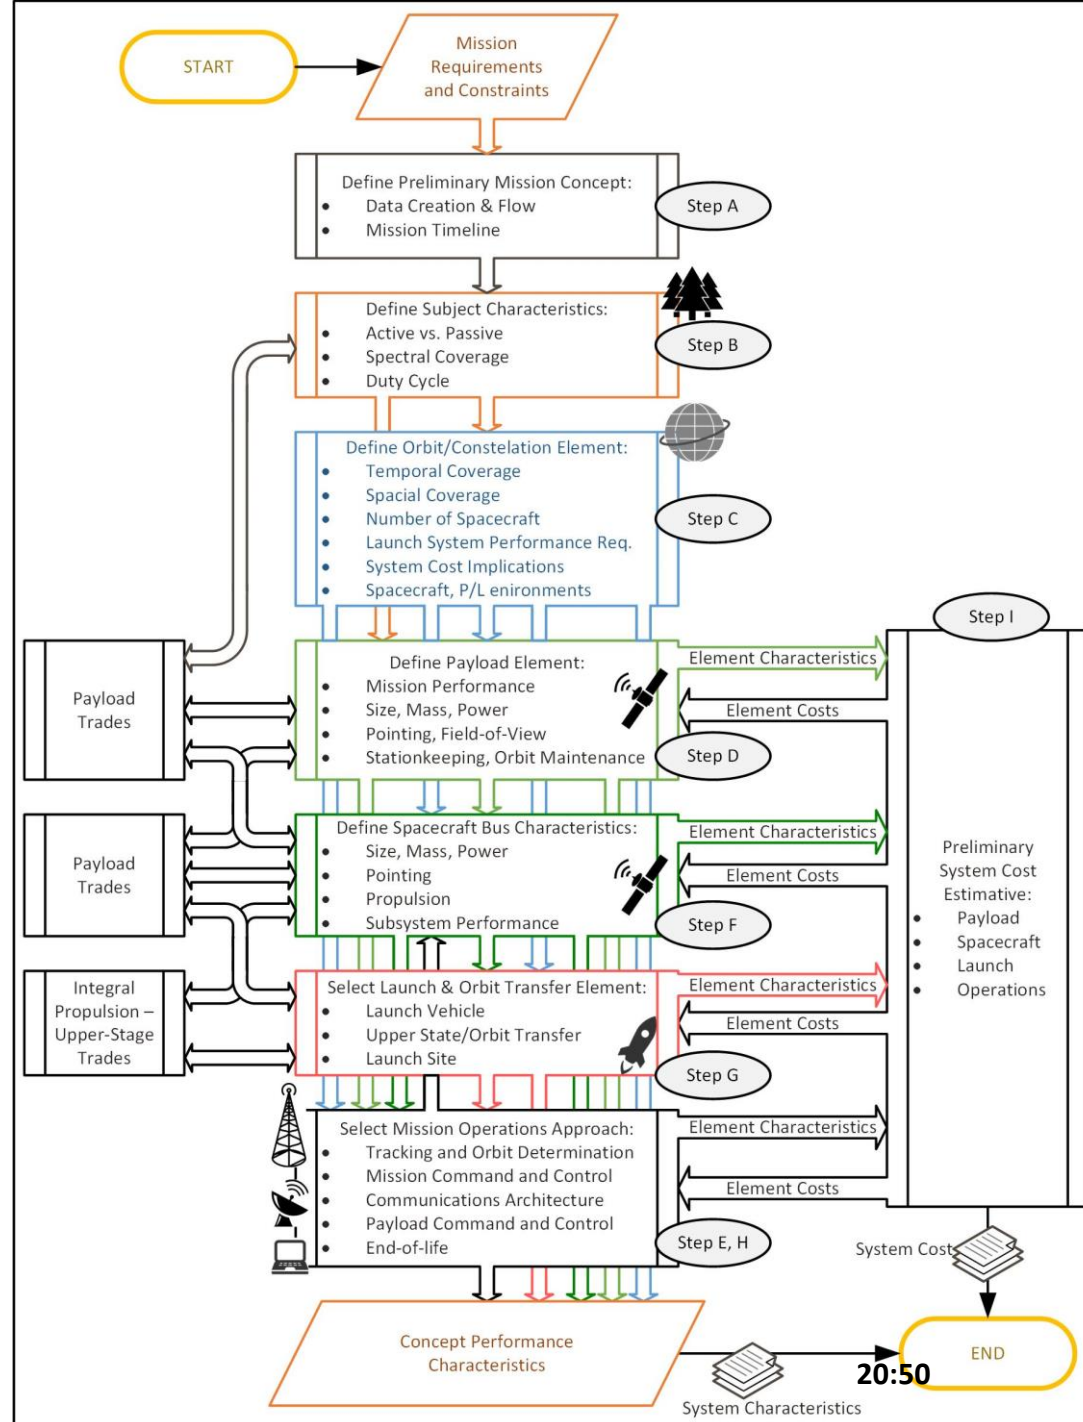 START
Mission
Requirements
and Constraints
Define Preliminary Mission Concept:
• Data Creation & Flow
• Mission Timeline
Step A
Define Subject Characteristics:
• Active vs. Passive
• Spectral Coverage
• Duty Cycle
Step B
Define Orbit/Constelation Element:
• Temporal Coverage
• Spacial Coverage
• Number of Spacecraft
• Launch System Performance Req.
• System Cost Implications
• Spacecraft, P/L enironments
Step C
Payload
Trades
Define Payload Element:
• Mission Performance
• Size, Mass, Power
• Pointing, Field-of-View
• Stationkeeping, Orbit Maintenance
Step D
Element Characteristics
Element Costs
Payload
Trades
Define Spacecraft Bus Characteristics:
• Size, Mass, Power
• Pointing
• Propulsion
• Subsystem Performance
Step F
Element Characteristics
Element Costs
Integral
Propulsion –
Upper-Stage
Trades
Select Launch & Orbit Transfer Element:
• Launch Vehicle
• Upper State/Orbit Transfer
• Launch Site
Step G
Element Characteristics
Element Costs
Select Mission Operations Approach:
• Tracking and Orbit Determination
• Mission Command and Control
• Communications Architecture
• Payload Command and Control
• End-of-life
Step E, H
Element Characteristics
Element Costs
Step I
Preliminary
System Cost
Estimative:
• Payload
• Spacecraft
• Launch
• Operations
System Cost
Concept Performance
Characteristics
System Characteristics
END
20:50